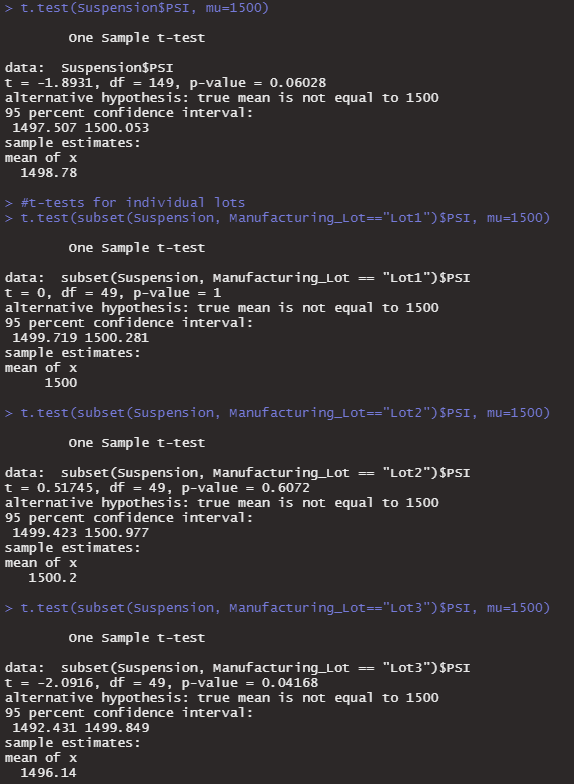 > t.test(Suspension$PSI, mu=1500)
One Sample t-test
data:  Suspension$PSI
t = -1.8931, df = 149, p-value = 0.06028
alternative hypothesis: true mean is not equal to 1500
95 percent confidence interval:
1497.507 1500.053
sample estimates:
mean of x
1498.78
> #t-tests for individual lots
> t.test(subset(Suspension, Manufacturing_Lot=="Lot1")$PSI, mu=1500)
One Sample t-test
data:  subset(Suspension, Manufacturing_Lot == "Lot1")$PSI
t = 0, df = 49, p-value = 1
alternative hypothesis: true mean is not equal to 1500
95 percent confidence interval:
1499.719 1500.281
sample estimates:
mean of x
1500
> t.test(subset(Suspension, Manufacturing_Lot=="Lot2")$PSI, mu=1500)
One Sample t-test
data:  subset(Suspension, Manufacturing_Lot == "Lot2")$PSI
t = 0.51745, df = 49, p-value = 0.6072
alternative hypothesis: true mean is not equal to 1500
95 percent confidence interval:
1499.423 1500.977
sample estimates:
mean of x
1500.2
> t.test(subset(Suspension, Manufacturing_Lot=="Lot3")$PSI, mu=1500)
One Sample t-test
data:  subset(Suspension, Manufacturing_Lot == "Lot3")$PSI
t = -2.0916, df = 49, p-value = 0.04168
alternative hypothesis: true mean is not equal to 1500
95 percent confidence interval:
1492.431 1499.849
sample estimates:
mean of x
1496.14